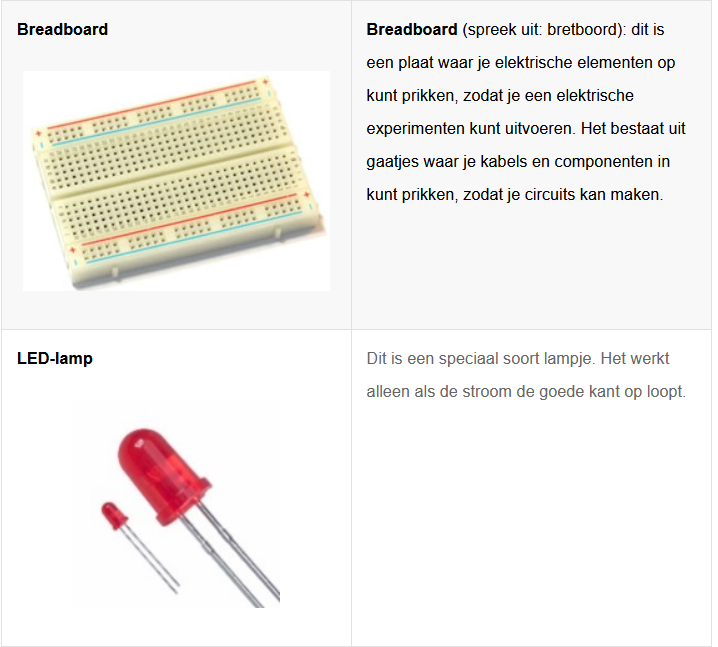 Breadboard
Breadboard (spreek uit: bretboord): dit is
een plaat waar je elektrische elementen op
kunt prikken, zodat je een elektrische
experimenten kunt uitvoeren. Het bestaat uit
gaatjes waar je kabels en componenten in
kunt prikken, zodat je circuits kan maken.
LED-lamp
Dit is een speciaal soort lampje. Het werkt
alleen als de stroom de goede kant op loopt.